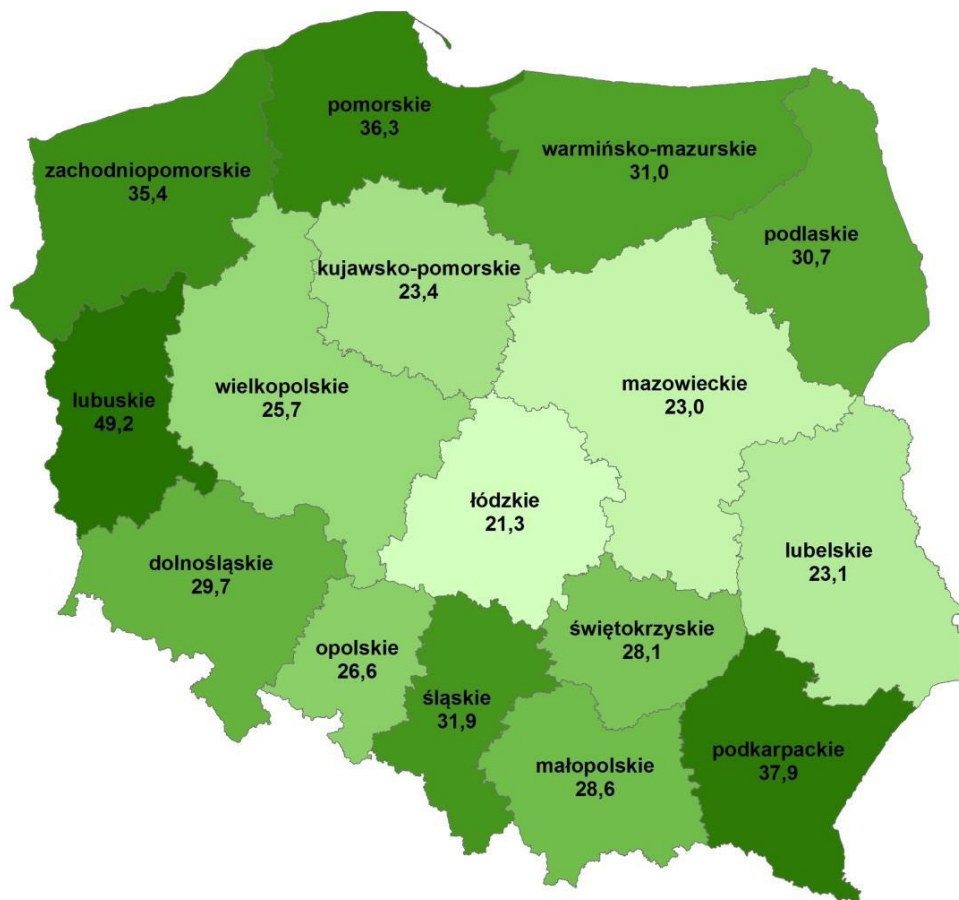 pomorskie
36,3
warmińsko-mazurskie
31,0
zachodniopomorskie
35,4
podlaskie
30,7
kujawsko-pomorskie
23,4
wielkopolskie
25,7
mazowieckie
23,0
lubuskie
49,2
łódzkie
21,3
lubelskie
23,1
dolnośląskie
29,7
świętokrzyskie
28,1
opolskie
26,6
śląskie
31,9
podkarpackie
37,9
małopolskie
28,6